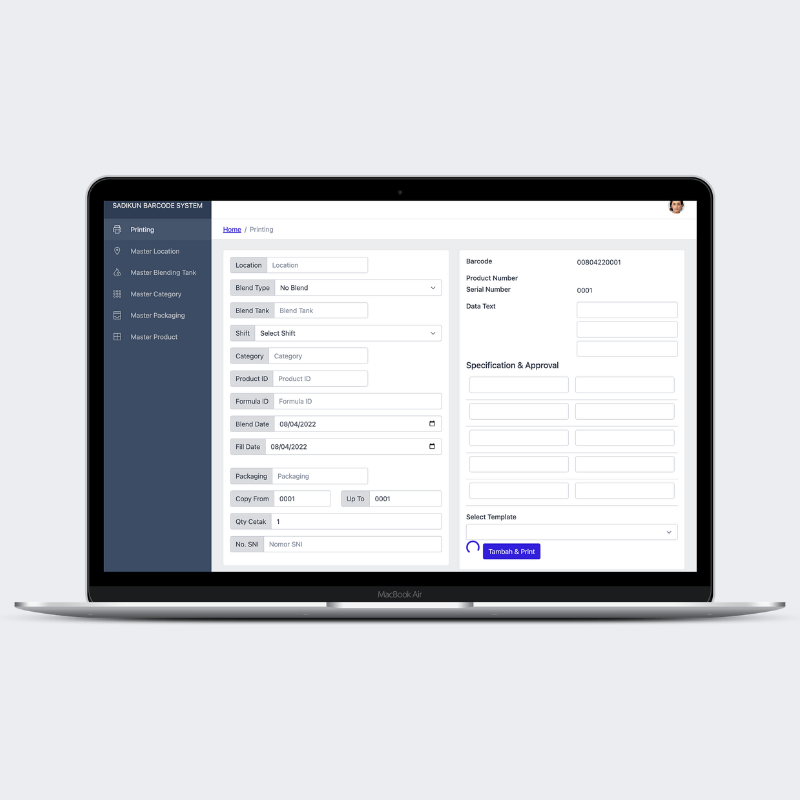 SADIKUN BARCODE SYSTEM
Printing
Master Location
Master Blending Tank
Master Category
Master Packaging
Master Product
Home / Printing
Location Location
Blend Type No Blend
Blend Tank Blend Tank
Shift Select Shift
Category Category
Product ID Product ID
Formula ID Formula ID
Blend Date 08/04/2022
Fill Date 08/04/2022
Packaging Packaging
Copy From 0001 Up To 0001
Qty Cetak 1
No. SNI Nomor SNI
Barcode 00804220001
Product Number
Serial Number 0001
Data Text
Specification & Approval
Select Template
Tambah & Print
MacBook Air